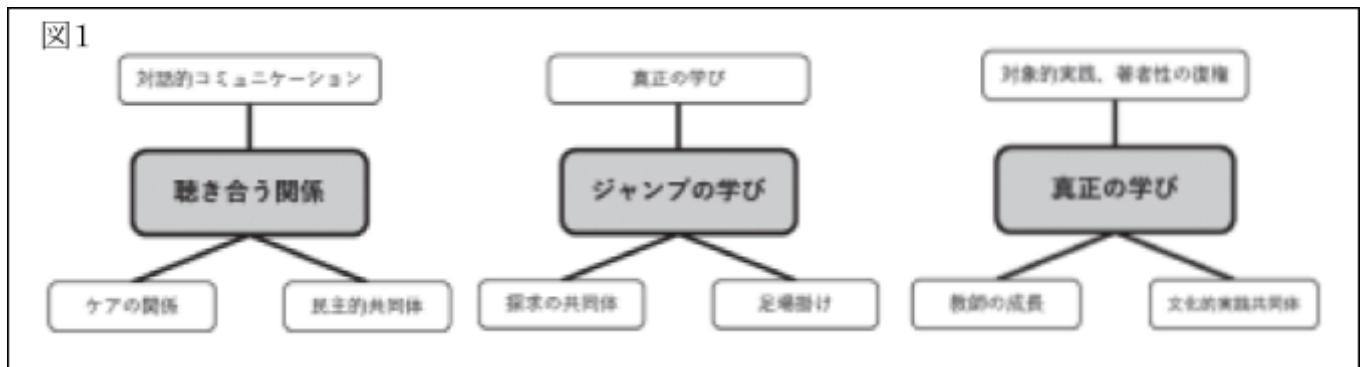 図1
対話的コミュニケーション
聴き合う関係
ケアの関係
民主的共同体
真正の学び
ジャンプの学び
探求の共同体
足場掛け
対象的実践、著者性の復権
真正の学び
教師の成長
文化的実践共同体